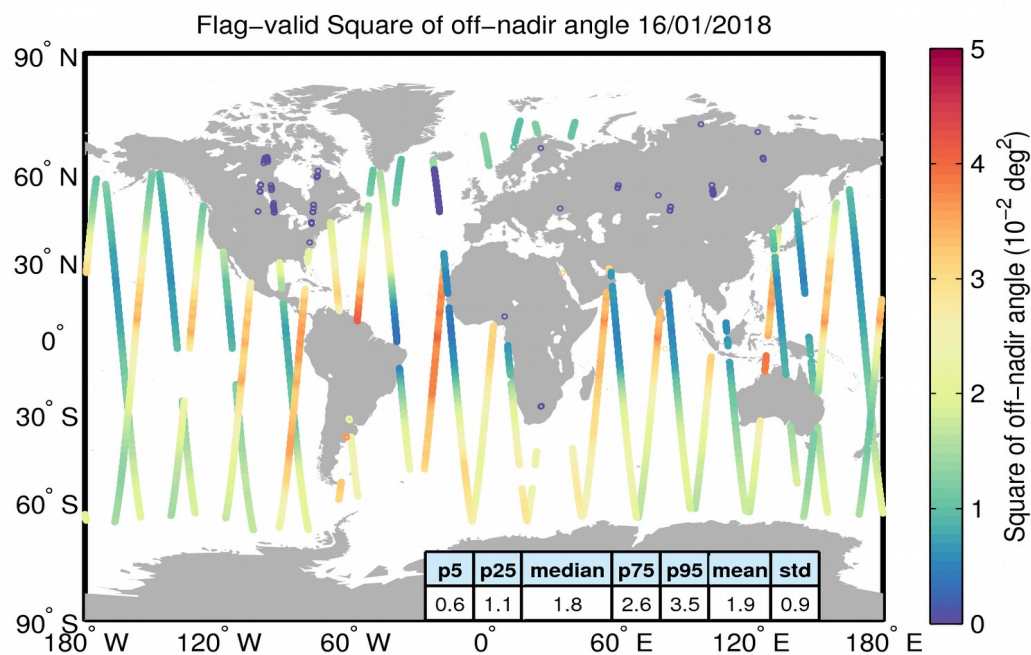 Flag−valid Square of off−nadir angle 16/01/2018
90° N
60° N
30° N
0°
30° S
60° S
90° S
180° W
120° W
60° W
0°
60° E
120° E
180° E
p5 p25 median p75 p95 mean std
0.6 1.1 1.8 2.6 3.5 1.9 0.9
5
4
3
2
1
0
Square of off−nadir angle (10⁻² deg²)